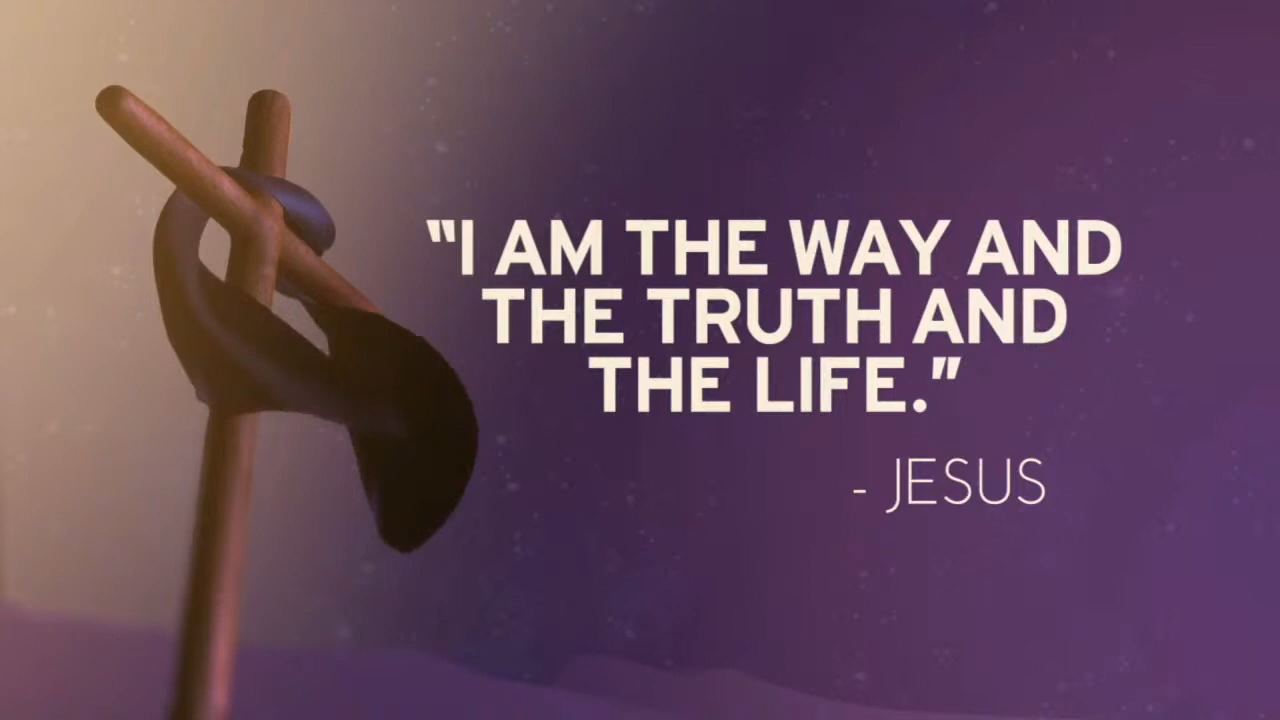 “I AM THE WAY AND
THE TRUTH AND
THE LIFE.”
- JESUS